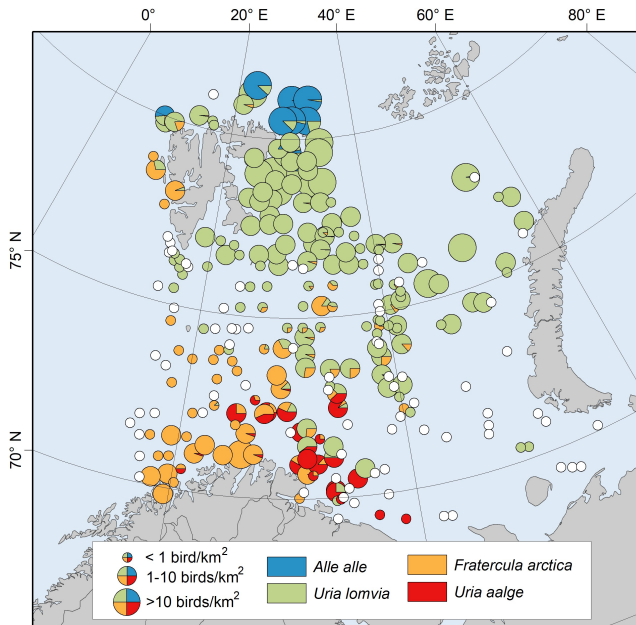 0° 20° E 40° E 60° E 80° E
75° N
70° N
< 1 bird/km²
1-10 birds/km²
>10 birds/km²
Alle alle
Uria lomvia
Fratercula arctica
Uria aalge